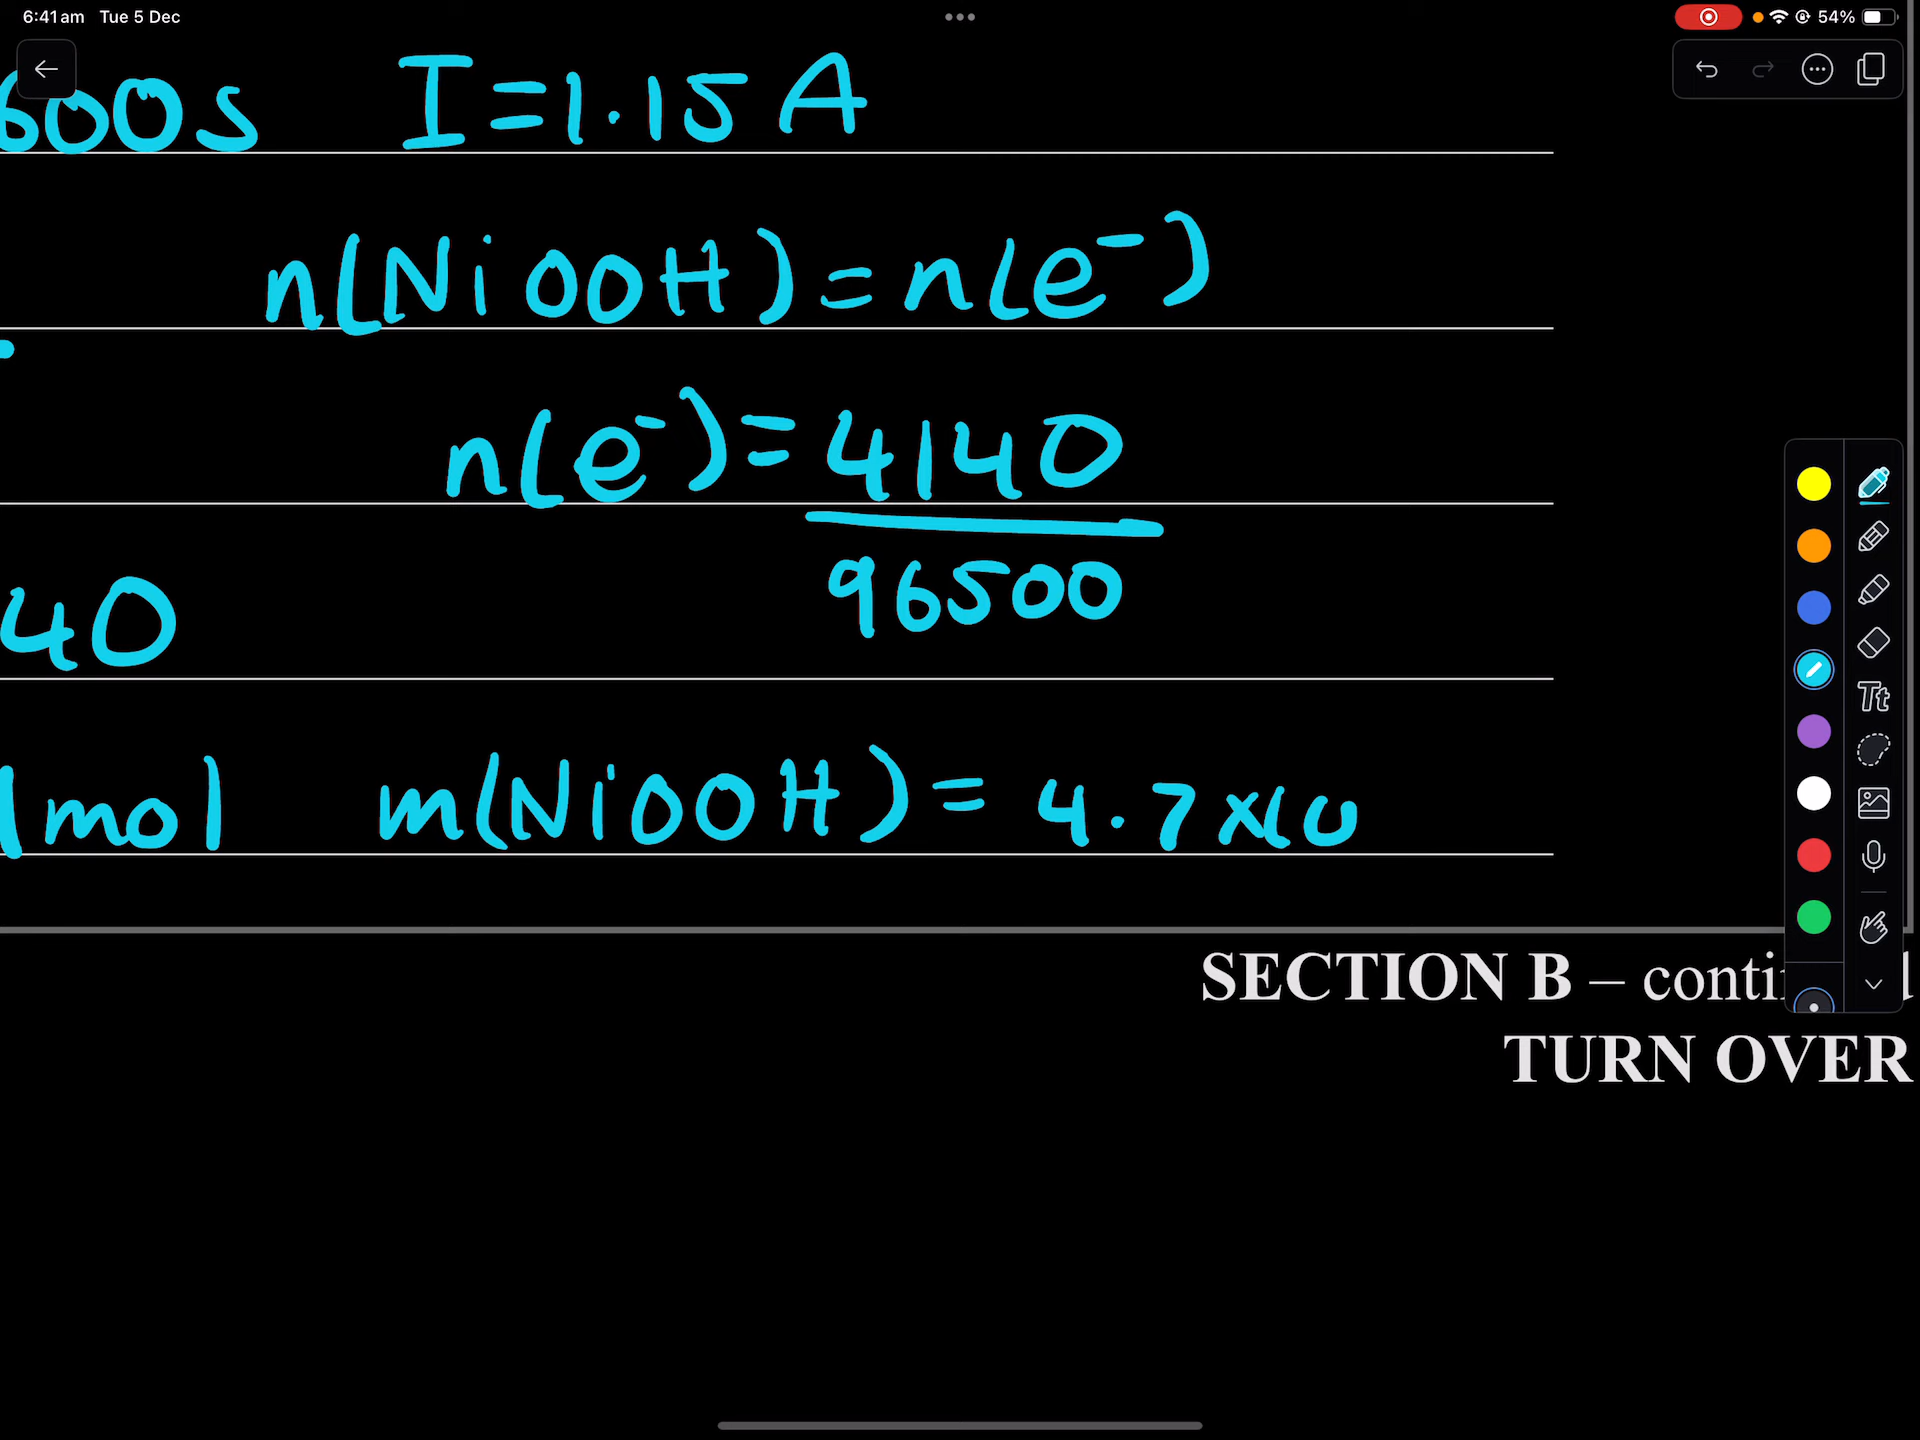 6:41am Tue 5 Dec
54%
600s I=1.15 A
n(NiOOH)=n(e⁻)
n(e⁻)=4140
96500
40
mol m(NiOOH)= 4.7x10
Tt
SECTION B – conti
TURN OVER